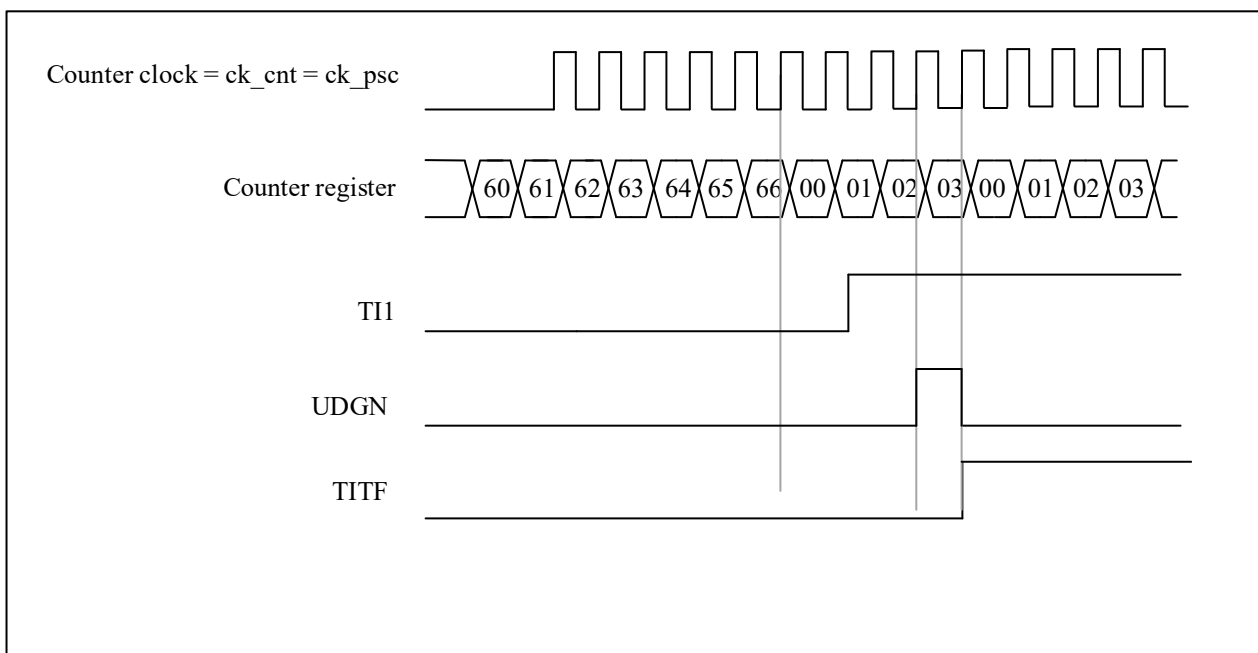 Counter clock = ck_cnt = ck_psc
Counter register 60 61 62 63 64 65 66 00 01 02 03 00 01 02 03
TI1
UDGN
TITF